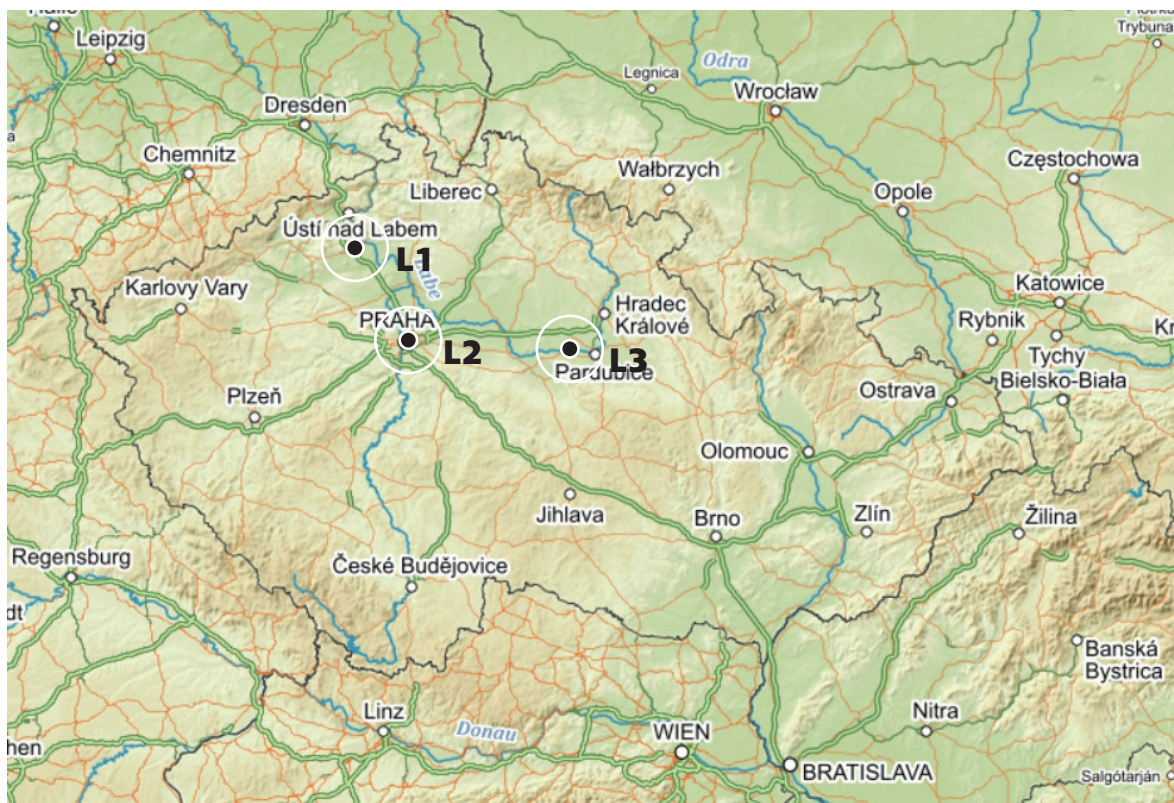 Leipzig
Odra
Legnica
Trybuna
Wrocław
Dresden
Chemnitz
Wałbrzych
Częstochowa
Liberec
Opole
Ústí nad Labem
L1
Labe
Karlovy Vary
Katowice
Hradec
Králové
PRAHA
Rybnik
L2
L3
Tychy
Pardubice
Bielsko-Biała
Plzeň
Ostrava
Olomouc
Jihlava
Brno
Zlín
Žilina
Regensburg
České Budějovice
Banská
Bystrica
Linz
Donau
WIEN
Nitra
BRATISLAVA
Salgótarján